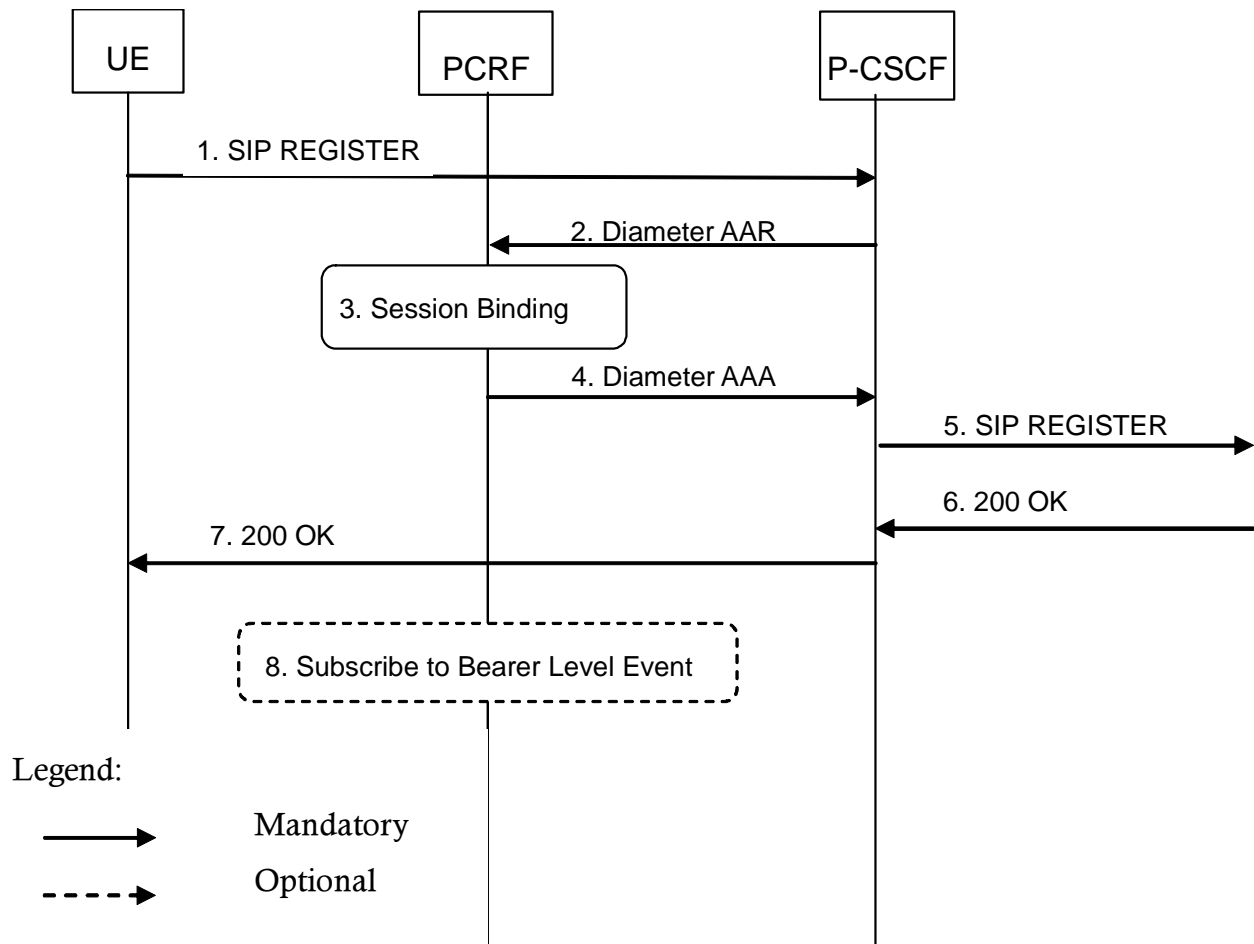 UE
PCRF
P-CSCF
1. SIP REGISTER
2. Diameter AAR
3. Session Binding
4. Diameter AAA
5. SIP REGISTER
6. 200 OK
7. 200 OK
8. Subscribe to Bearer Level Event
Legend:
Mandatory
Optional